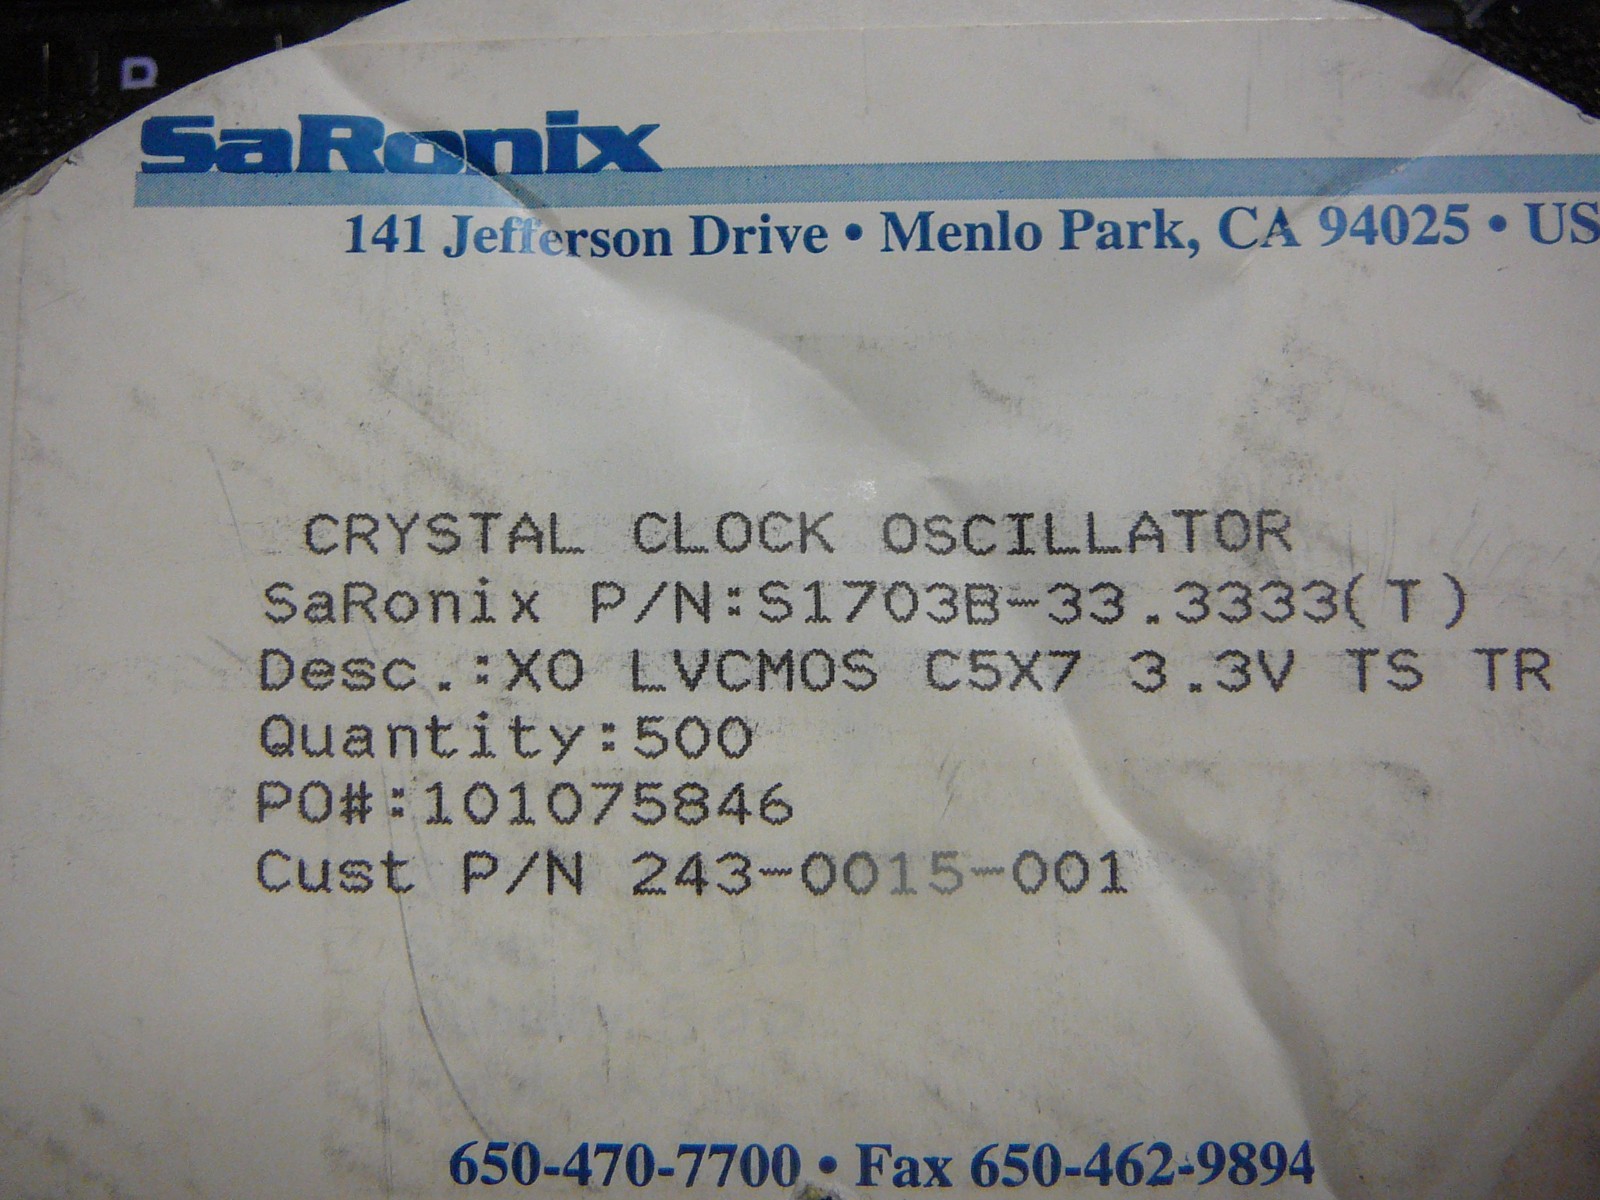 SaRonix
141 Jefferson Drive • Menlo Park, CA 94025 • US
CRYSTAL CLOCK OSCILLATOR
SaRonix P/N:S1703B-33.3333(T)
Desc.:XO LVCMOS C5X7 3.3V TS TR
Quantity:500
PO#:101075846
Cust P/N 243-0015-001
650-470-7700 • Fax 650-462-9894